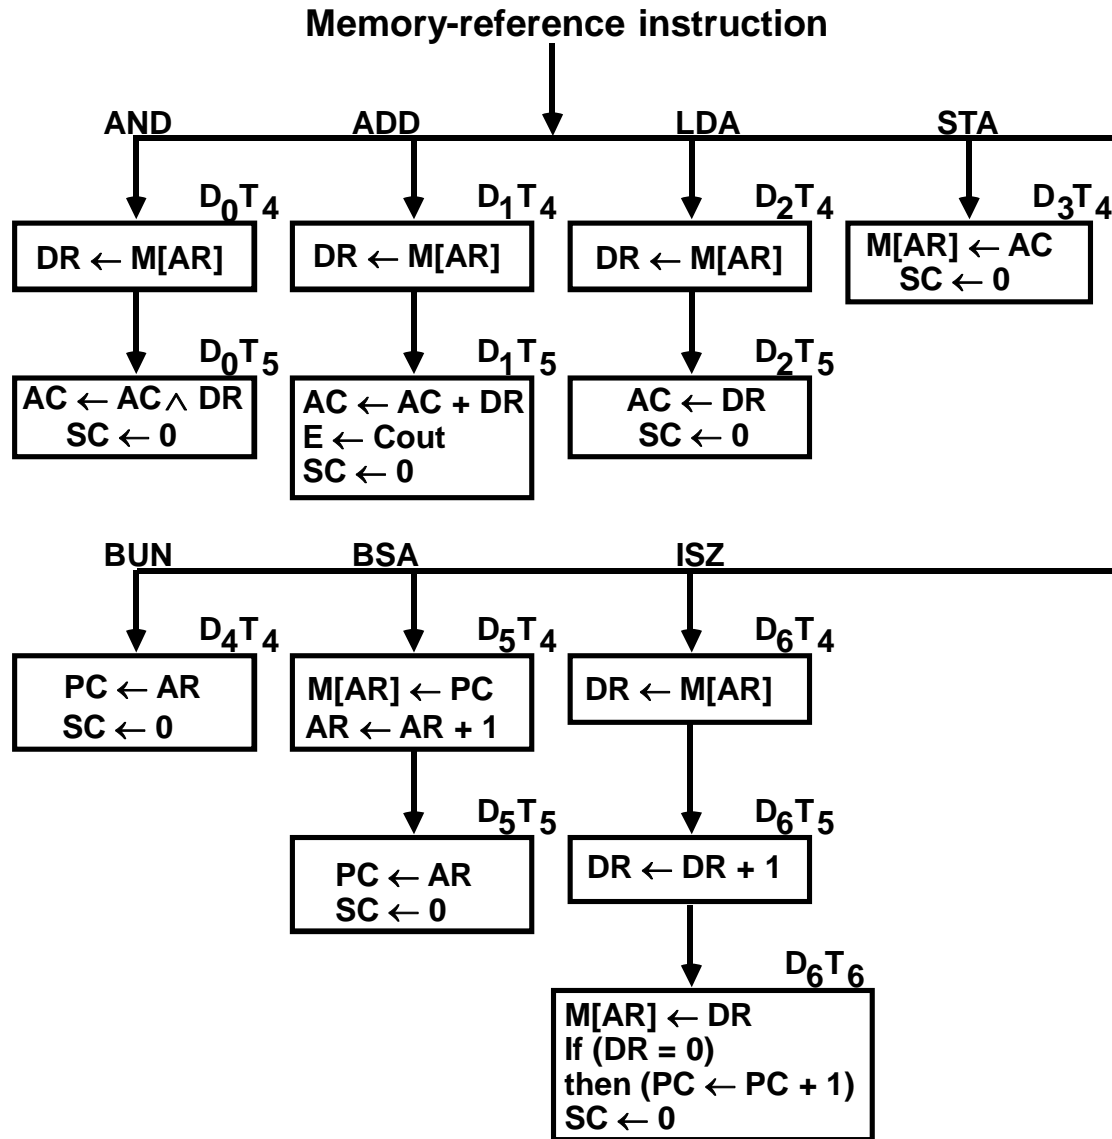 Memory-reference instruction
AND ADD LDA STA
D0T4 D1T4 D2T4 D3T4
DR ← M[AR]
DR ← M[AR]
DR ← M[AR]
M[AR] ← AC
SC ← 0
D0T5 D1T5 D2T5
AC ← AC ∧ DR
SC ← 0
AC ← AC + DR
E ← Cout
SC ← 0
AC ← DR
SC ← 0
BUN BSA ISZ
D4T4 D5T4 D6T4
PC ← AR
SC ← 0
M[AR] ← PC
AR ← AR + 1
DR ← M[AR]
D5T5 D6T5
PC ← AR
SC ← 0
DR ← DR + 1
D6T6
M[AR] ← DR
If (DR = 0)
then (PC ← PC + 1)
SC ← 0